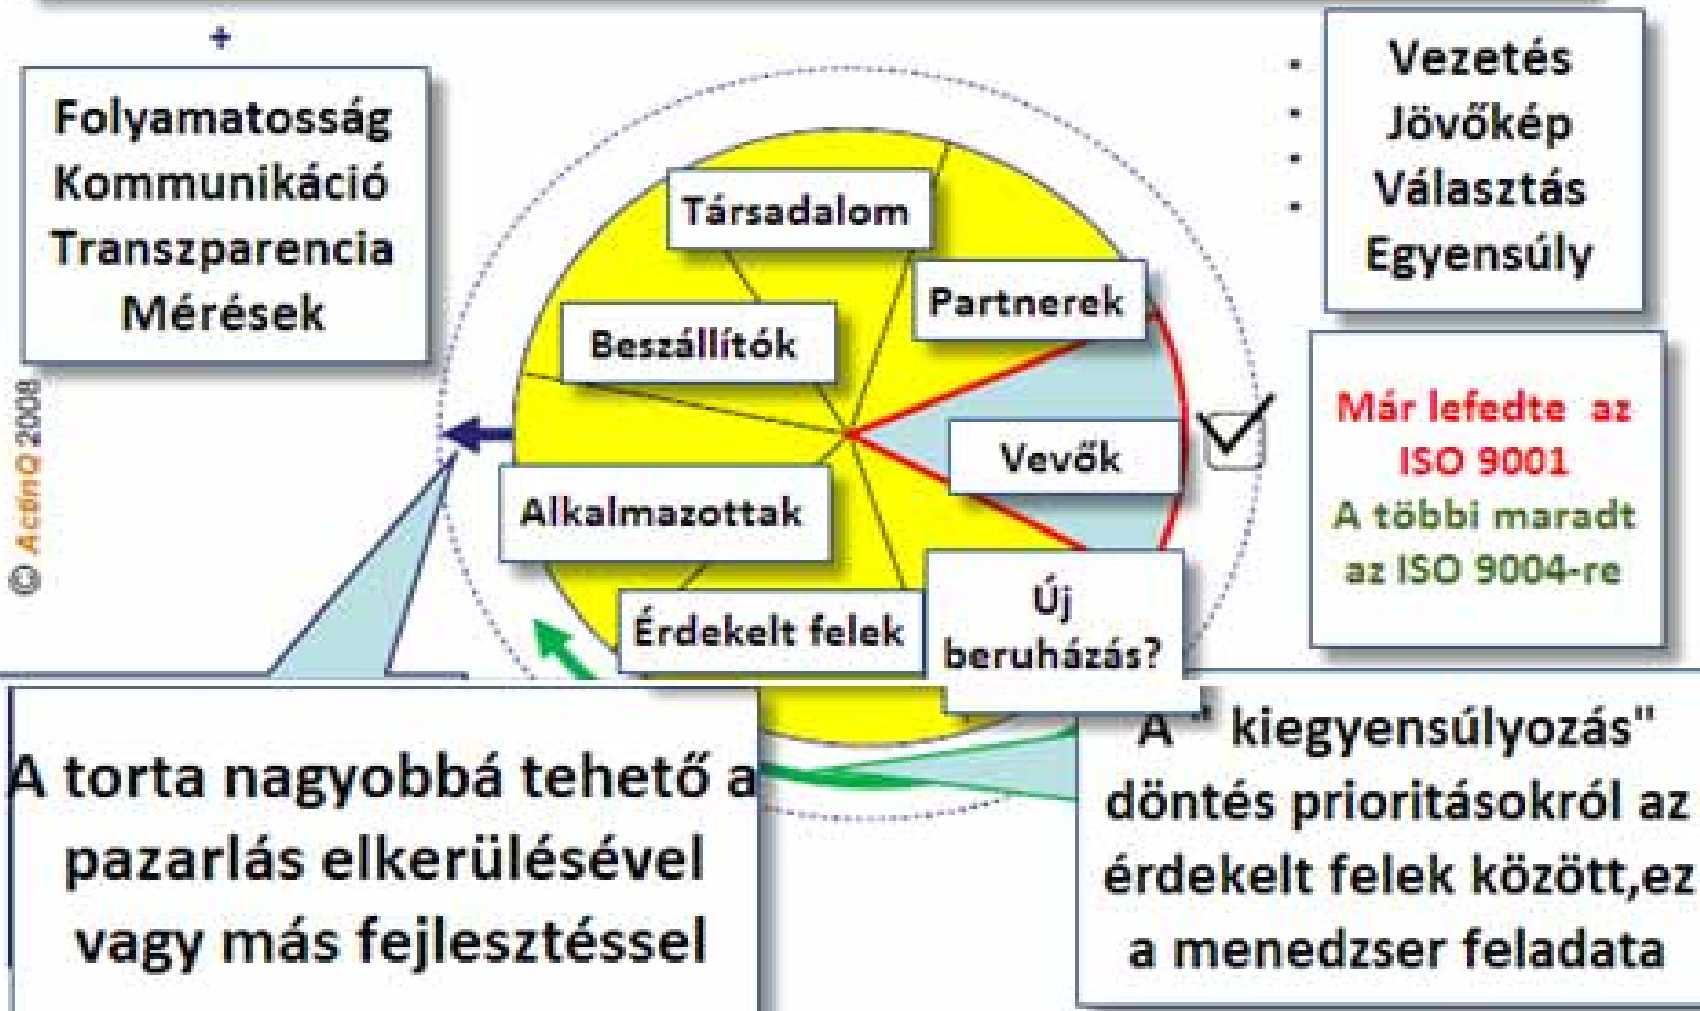 +
Folyamatosság
Kommunikáció
Transzparencia
Mérések
Vezetés
Jövőkép
Választás
Egyensúly
Társadalom
Partnerek
Beszállítók
Vevők
Alkalmazottak
Érdekelt felek
Új
beruházás?
Már lefedte az
ISO 9001
A többi maradt
az ISO 9004-re
© ActinQ 2008
A torta nagyobbá tehető a
pazarlás elkerülésével
vagy más fejlesztéssel
A " kiegyensúlyozás"
döntés prioritásokról az
érdekelt felek között,ez
a menedzser feladata